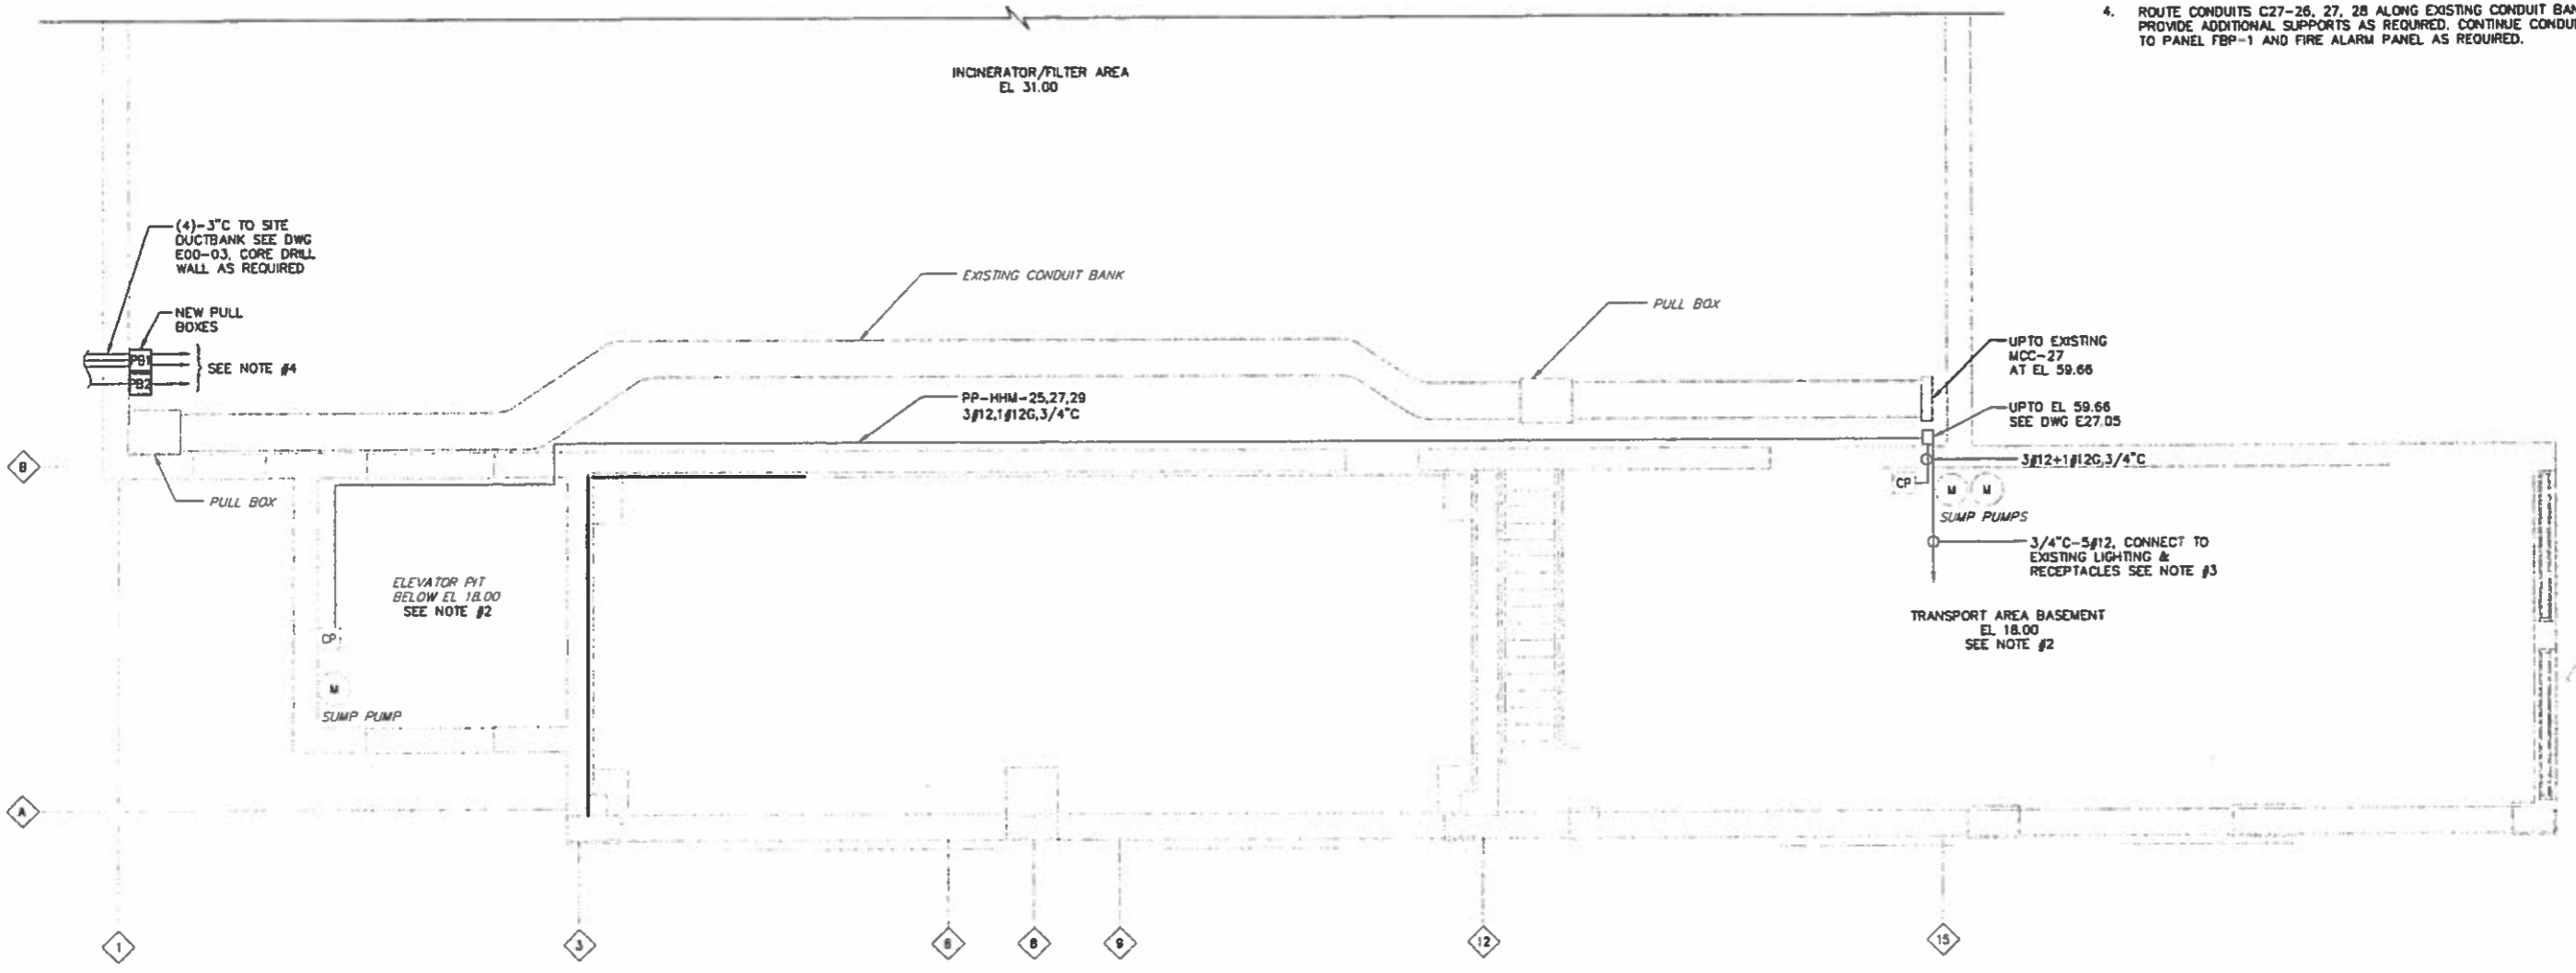 4. ROUTE CONDUITS C27-26, 27, 28 ALONG EXISTING CONDUIT BAN
PROVIDE ADDITIONAL SUPPORTS AS REQUIRED. CONTINUE CONDUI
TO PANEL FBP-1 AND FIRE ALARM PANEL AS REQUIRED.
INCINERATOR/FILTER AREA
EL 31.00
(4)-3"C TO SITE
DUCTBANK SEE DWG
E00-03, CORE DRILL
WALL AS REQUIRED
NEW PULL
BOXES
PB1
PB2
SEE NOTE #4
EXISTING CONDUIT BANK
PULL BOX
PP-HHM-25,27,29
3#12,1#12G,3/4"C
UPTO EXISTING
MCC-27
AT EL 59.66
UPTO EL 59.66
SEE DWG E27.05
B
3#12+1#12G,3/4"C
PULL BOX
CP
M
M
SUMP PUMPS
3/4"C-5#12, CONNECT TO
EXISTING LIGHTING &
RECEPTACLES SEE NOTE #3
ELEVATOR PIT
BELOW EL 18.00
SEE NOTE #2
CP
M
SUMP PUMP
TRANSPORT AREA BASEMENT
EL 18.00
SEE NOTE #2
A
1
3
6
8
9
12
15